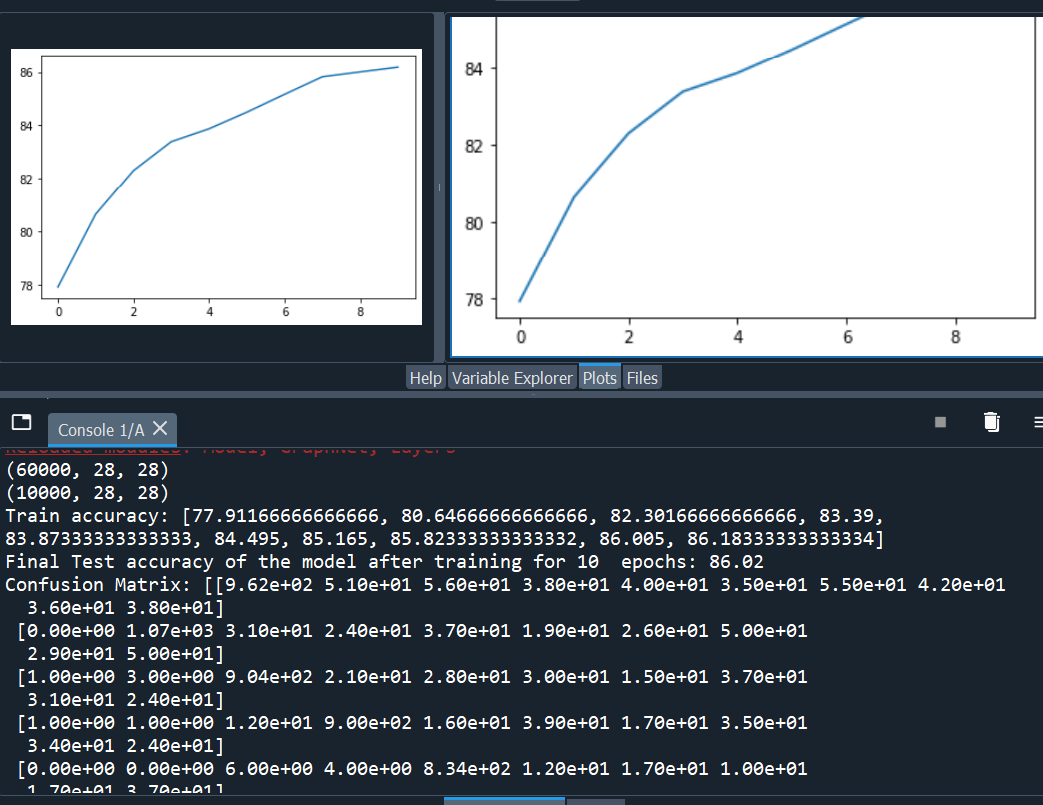 86
84
82
80
78
0 2 4 6 8
84
82
80
78
0 2 4 6 8
Help Variable Explorer Plots Files
Console 1/A
Reloaded modules: Model, GraphNet, Layers
(60000, 28, 28)
(10000, 28, 28)
Train accuracy: [77.91166666666666, 80.64666666666666, 82.30166666666666, 83.39,
83.87333333333333, 84.495, 85.165, 85.82333333333332, 86.005, 86.18333333333334]
Final Test accuracy of the model after training for 10  epochs: 86.02
Confusion Matrix: [[9.62e+02 5.10e+01 5.60e+01 3.80e+01 4.00e+01 3.50e+01 5.50e+01 4.20e+01
3.60e+01 3.80e+01]
[0.00e+00 1.07e+03 3.10e+01 2.40e+01 3.70e+01 1.90e+01 2.60e+01 5.00e+01
2.90e+01 5.00e+01]
[1.00e+00 3.00e+00 9.04e+02 2.10e+01 2.80e+01 3.00e+01 1.50e+01 3.70e+01
3.10e+01 2.40e+01]
[1.00e+00 1.00e+00 1.20e+01 9.00e+02 1.60e+01 3.90e+01 1.70e+01 3.50e+01
3.40e+01 2.40e+01]
[0.00e+00 0.00e+00 6.00e+00 4.00e+00 8.34e+02 1.20e+01 1.70e+01 1.00e+01
1.70e+01 3.70e+01]